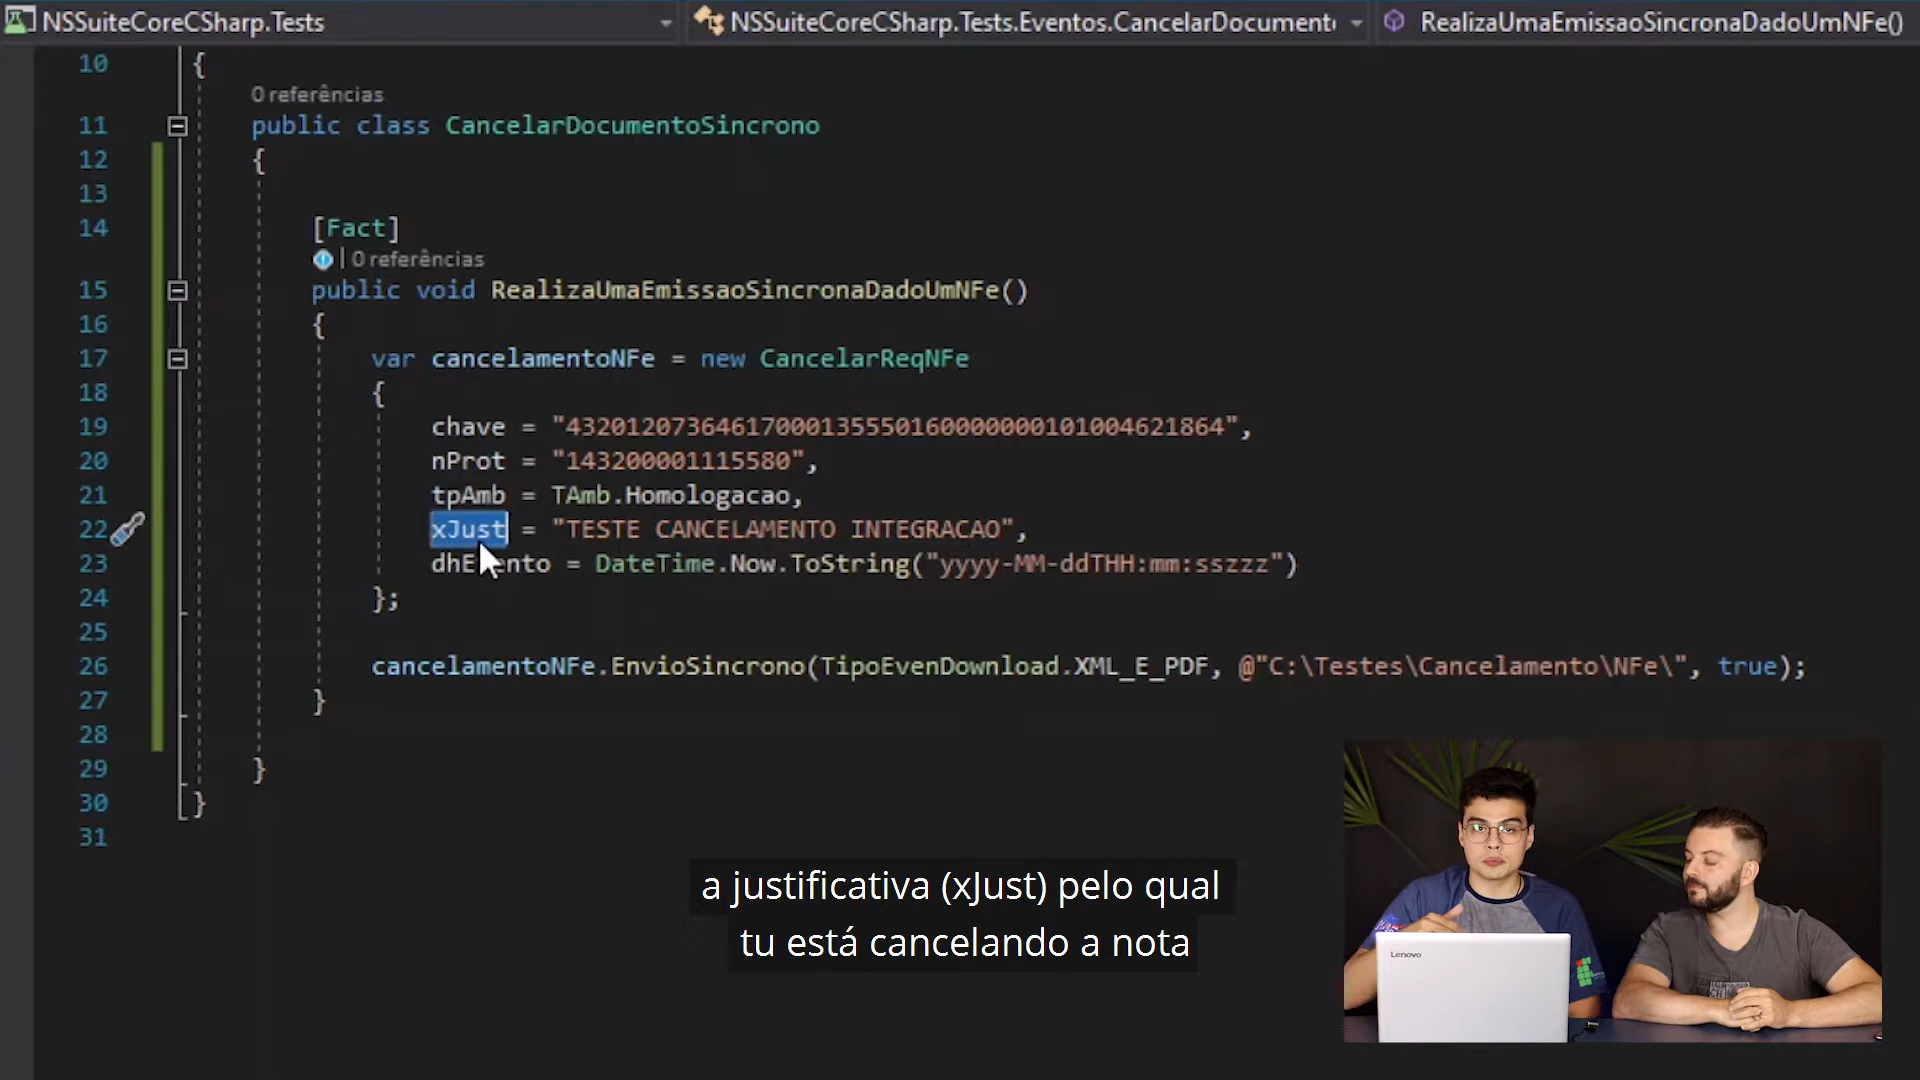 NSSuiteCoreCSharp.Tests
NSSuiteCoreCSharp.Tests.Eventos.CancelarDocument
RealizaUmaEmissaoSincronaDadoUmNFe()
10 {
0 referências
11 public class CancelarDocumentoSincrono
12 {
13
14 [Fact]
| 0 referências
15 public void RealizaUmaEmissaoSincronaDadoUmNFe()
16 {
17 var cancelamentoNFe = new CancelarReqNFe
18 {
19 chave = "43201207364617000135550160000000101004621864",
20 nProt = "143200001115580",
21 tpAmb = TAmb.Homologacao,
22 xJust = "TESTE CANCELAMENTO INTEGRACAO",
23 dhEvento = DateTime.Now.ToString("yyyy-MM-ddTHH:mm:sszzz")
24 };
25
26 cancelamentoNFe.EnvioSincrono(TipoEvenDownload.XML_E_PDF, @"C:\Testes\Cancelamento\NFe\", true);
27 }
28
29 }
30 }
31
a justificativa (xJust) pelo qual
tu está cancelando a nota
Lenovo